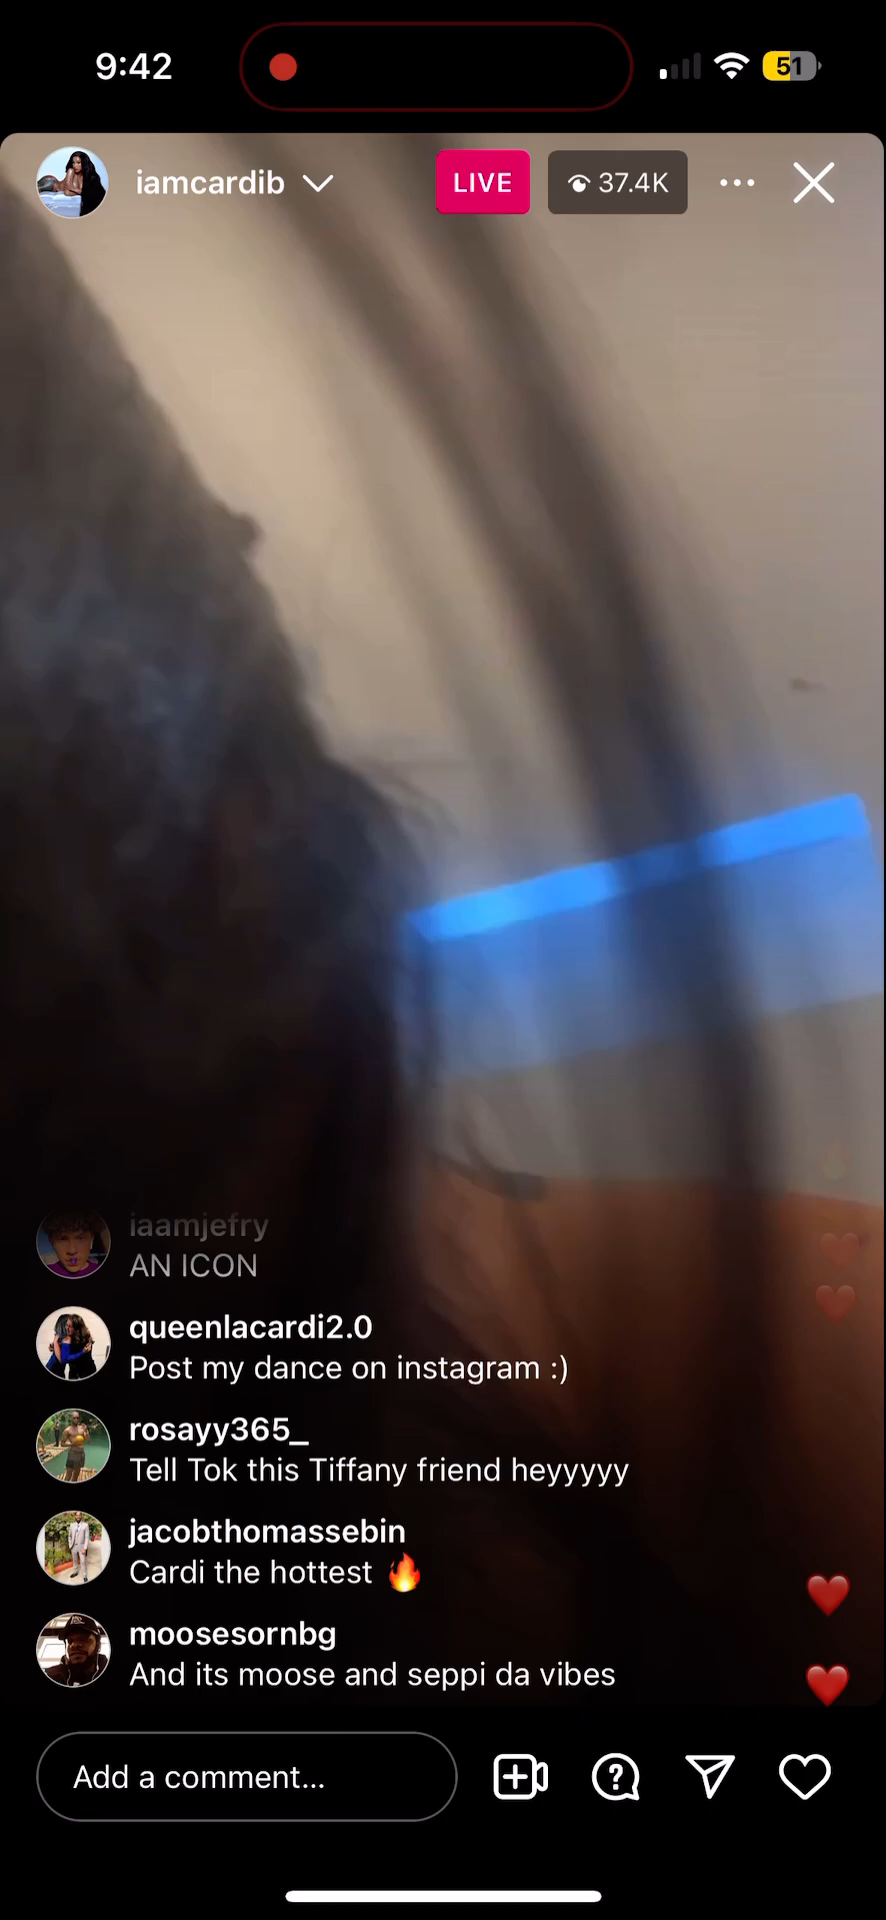 9:42
51
iamcardib
LIVE
37.4K
iaamjefry
AN ICON
queenlacardi2.0
Post my dance on instagram :)
rosayy365_
Tell Tok this Tiffany friend heyyyyy
jacobthomassebin
Cardi the hottest 🔥
moosesornbg
And its moose and seppi da vibes
Add a comment...